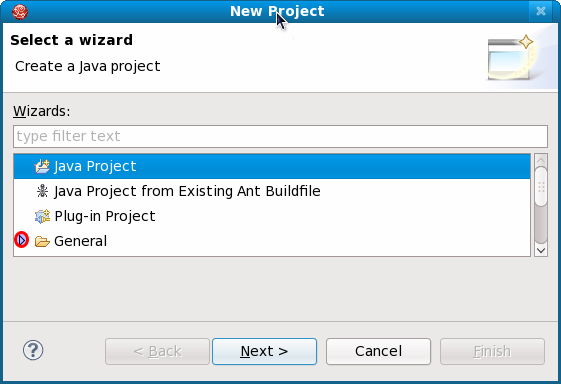 New Project
Select a wizard
Create a Java project
Wizards:
type filter text
Java Project
Java Project from Existing Ant Buildfile
Plug-in Project
General
?
< Back
Next >
Cancel
Finish